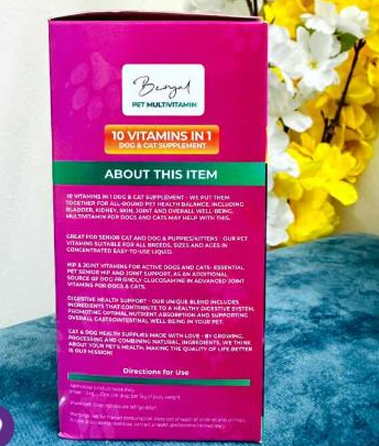 Bengal
PET MULTIVITAMIN
10 VITAMINS IN 1
DOG & CAT SUPPLEMENT
ABOUT THIS ITEM
10 VITAMINS IN 1 DOG & CAT SUPPLEMENT - WE PUT THEM
TOGETHER FOR ALL-ROUND PET HEALTH BALANCE, INCLUDING
BLADDER, KIDNEY, SKIN, JOINT AND OVERALL WELL-BEING.
MULTIVITAMIN FOR DOGS AND CATS MAY HELP WITH THIS.
GREAT FOR SENIOR CAT AND DOG & PUPPIES/KITTENS - OUR PET
VITAMINS SUITABLE FOR ALL BREEDS, SIZES AND AGES IN
CONCENTRATED EASY-TO-USE LIQUID.
HIP & JOINT VITAMINS FOR ACTIVE DOGS AND CATS- ESSENTIAL
PET SENIOR HIP AND JOINT SUPPORT, AS AN ADDITIONAL
SOURCE OF DOG FRIENDLY GLUCOSAMINE IN ADVANCED JOINT
VITAMINS FOR DOGS & CATS.
DIGESTIVE HEALTH SUPPORT - OUR UNIQUE BLEND INCLUDES
INGREDIENTS THAT CONTRIBUTE TO A HEALTHY DIGESTIVE SYSTEM,
PROMOTING OPTIMAL NUTRIENT ABSORPTION AND SUPPORTING
OVERALL GASTROINTESTINAL WELL-BEING IN YOUR PET.
CAT & DOG HEALTH SUPPLIES MADE WITH LOVE - BY GROWING,
PROCESSING AND COMBINING NATURAL INGREDIENTS, WE THINK
ABOUT YOUR PET'S HEALTH. MAKING THE QUALITY OF LIFE BETTER
IS OUR MISSION!
Directions for Use